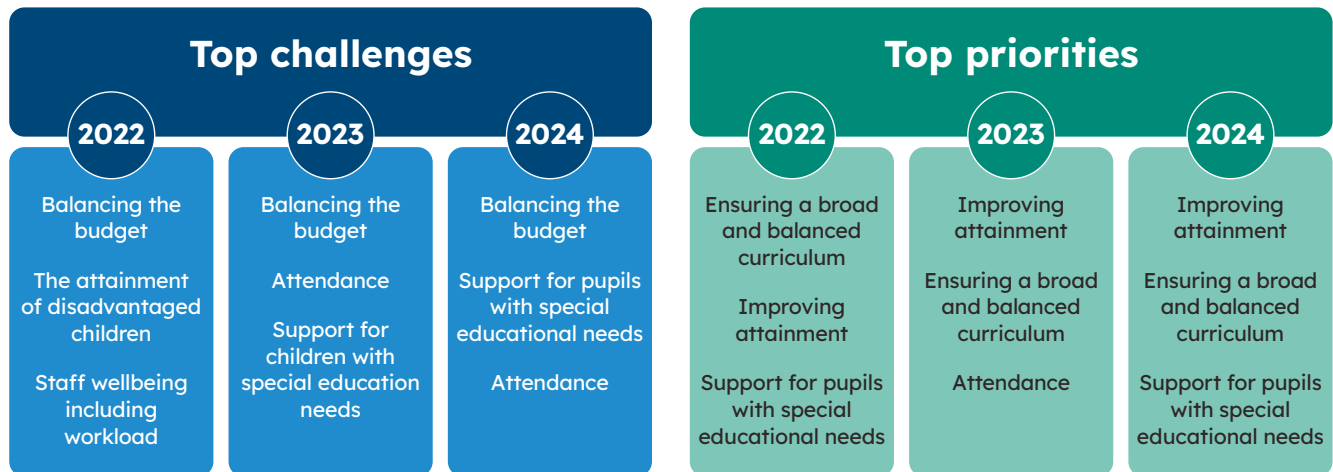 Top challenges
2022
Balancing the
budget
The attainment
of disadvantaged
children
Staff wellbeing
including
workload
2023
Balancing the
budget
Attendance
Support for
children with
special education
needs
2024
Balancing the
budget
Support for pupils
with special
educational needs
Attendance
Top priorities
2022
Ensuring a broad
and balanced
curriculum
Improving
attainment
Support for pupils
with special
educational needs
2023
Improving
attainment
Ensuring a broad
and balanced
curriculum
Attendance
2024
Improving
attainment
Ensuring a broad
and balanced
curriculum
Support for pupils
with special
educational needs